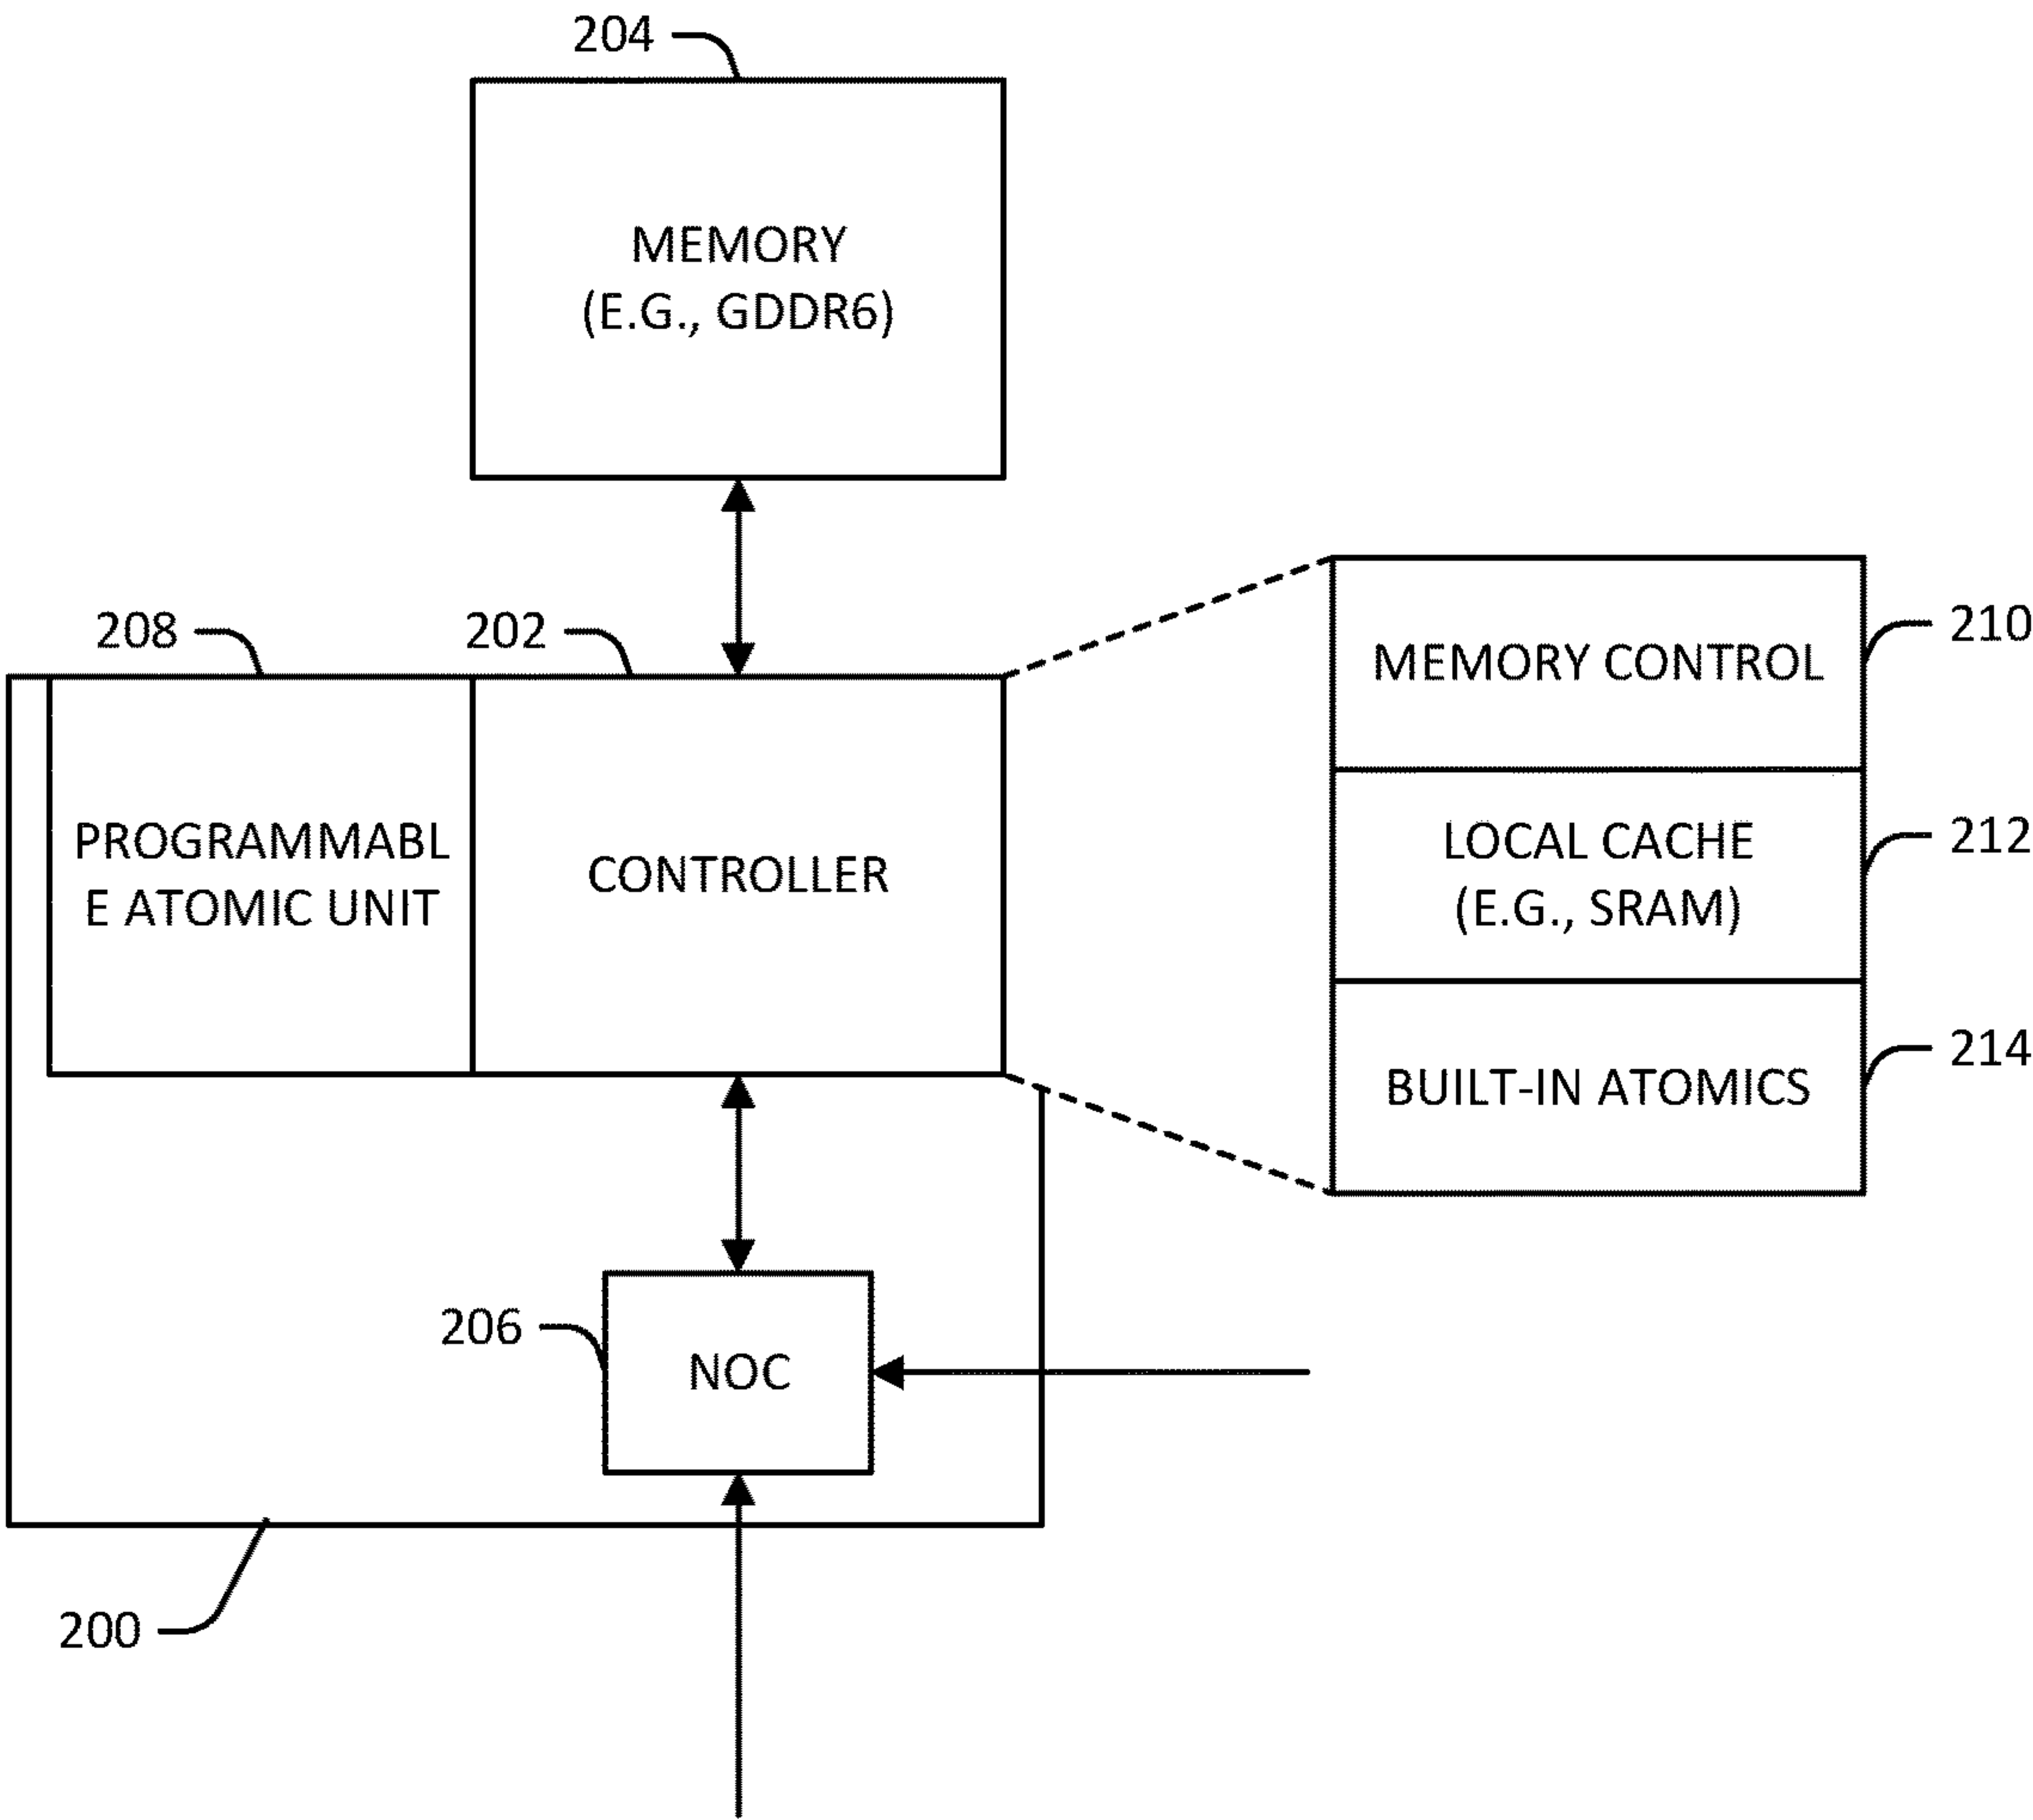 204
MEMORY
(E.G., GDDR6)
208
202
210
MEMORY CONTROL
PROGRAMMABL
E ATOMIC UNIT
CONTROLLER
212
LOCAL CACHE
(E.G., SRAM)
214
BUILT-IN ATOMICS
206
NOC
200